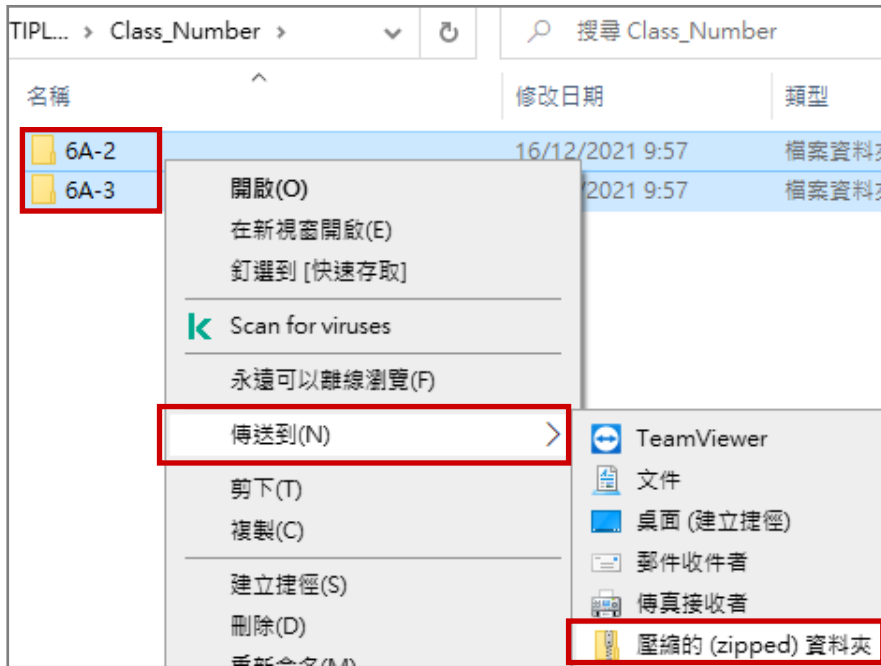 TIPL... > Class_Number >
搜尋 Class_Number
名稱 修改日期 類型
6A-2 16/12/2021 9:57 檔案資料
6A-3 /2021 9:57 檔案資料
開啟(O)
在新視窗開啟(E)
釘選到 [快速存取]
Scan for viruses
永遠可以離線瀏覽(F)
傳送到(N)
TeamViewer
文件
桌面 (建立捷徑)
郵件收件者
傳真接收者
壓縮的 (zipped) 資料夾
剪下(T)
複製(C)
建立捷徑(S)
刪除(D)
重新命名(M)